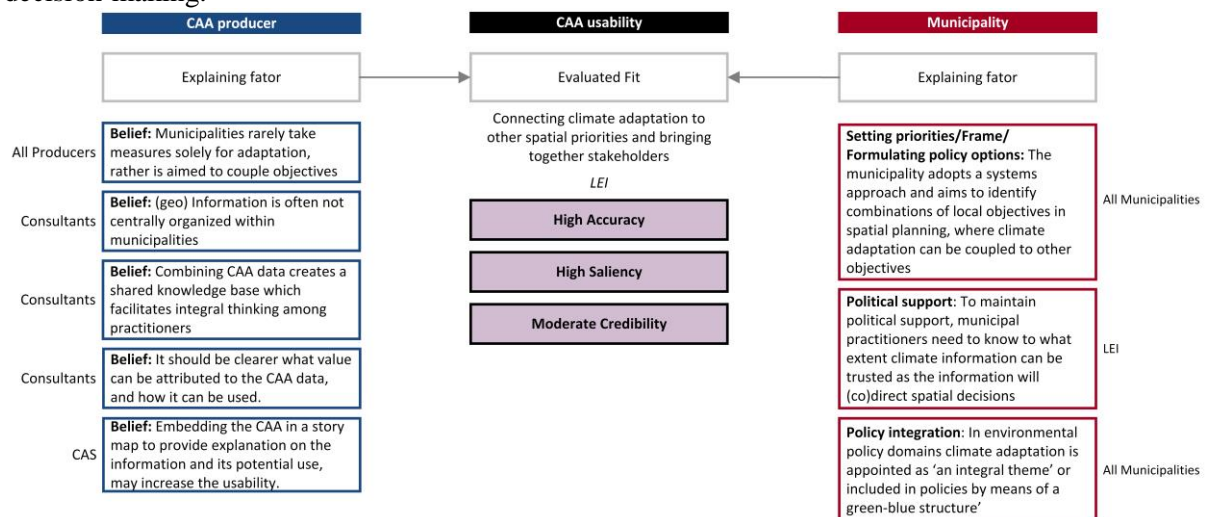 decision-making.
CAA producer
CAA usability
Municipality
Explaining fator
Evaluated Fit
Explaining fator
All Producers
Belief: Municipalities rarely take
measures solely for adaptation,
rather is aimed to couple objectives
Consultants
Belief: (geo) Information is often not
centrally organized within
municipalities
Consultants
Belief: Combining CAA data creates a
shared knowledge base which
facilitates integral thinking among
practitioners
Consultants
Belief: It should be clearer what value
can be attributed to the CAA data,
and how it can be used.
CAS
Belief: Embedding the CAA in a story
map to provide explanation on the
information and its potential use,
may increase the usability.
Connecting climate adaptation to
other spatial priorities and bringing
together stakeholders
LEI
High Accuracy
High Saliency
Moderate Credibility
Setting priorities/Frame/
Formulating policy options: The
municipality adopts a systems
approach and aims to identify
combinations of local objectives in
spatial planning, where climate
adaptation can be coupled to other
objectives
All Municipalities
Political support: To maintain
political support, municipal
practitioners need to know to what
extent climate information can be
trusted as the information will
(co)direct spatial decisions
LEI
Policy integration: In environmental
policy domains climate adaptation is
appointed as ‘an integral theme’ or
included in policies by means of a
green-blue structure’
All Municipalities